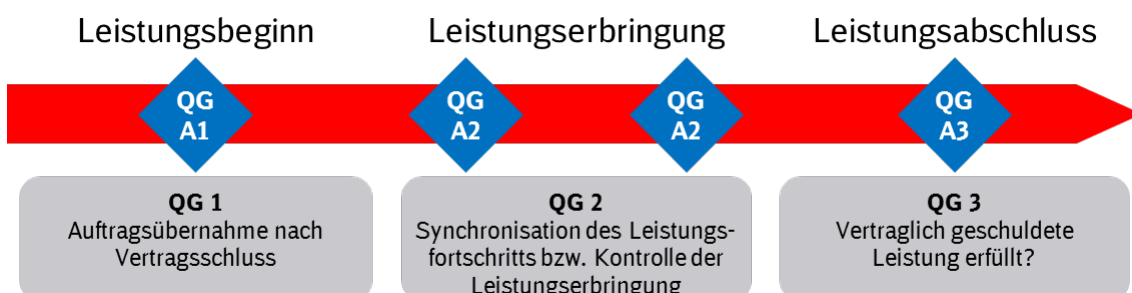 Leistungsbeginn
Leistungserbringung
Leistungsabschluss
QG
A1
QG
A2
QG
A2
QG
A3
QG 1
Auftragsübernahme nach
Vertragsschluss
QG 2
Synchronisation des Leistungs-
fortschritts bzw. Kontrolle der
Leistungserbringung
QG 3
Vertraglich geschuldete
Leistung erfüllt?